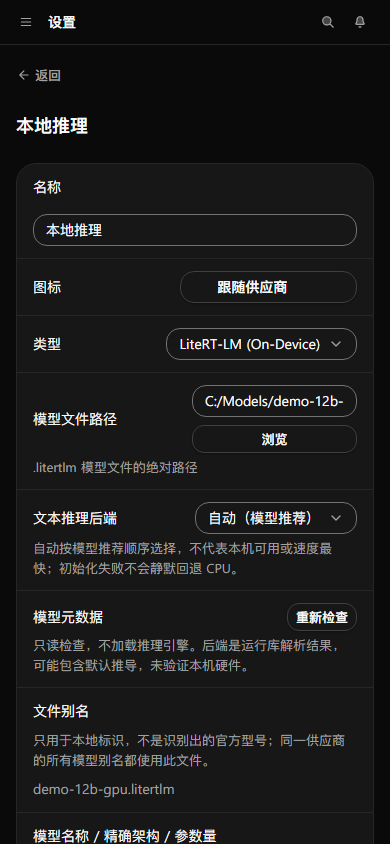 设置
返回
本地推理
名称
本地推理
图标
跟随供应商
类型
LiteRT-LM (On-Device)
模型文件路径
C:/Models/demo-12b-
浏览
.litertlm 模型文件的绝对路径
文本推理后端
自动（模型推荐）
自动按模型推荐顺序选择，不代表本机可用或速度最
快；初始化失败不会静默回退 CPU。
模型元数据
重新检查
只读检查，不加载推理引擎。后端是运行库解析结果，
可能包含默认推导，未验证本机硬件。
文件别名
只用于本地标识，不是识别出的官方型号；同一供应商
的所有模型别名都使用此文件。
demo-12b-gpu.litertlm
模型名称 / 精确架构 / 参数量